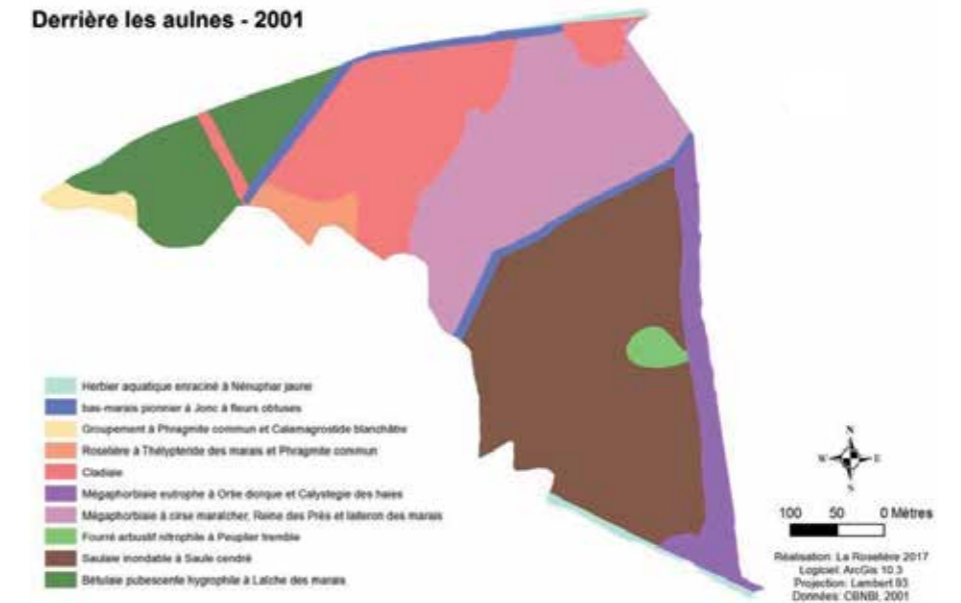 Derrière les aulnes - 2001
Herbier aquatique enraciné à Nénuphar jaune
bas-marais pionnier à Jonc à fleurs obtuses
Groupement à Phragmite commun et Calamagrostide blanchâtre
Roselière à Thélyptéride des marais et Phragmite commun
Cladiaie
Mégaphorbiaie eutrophe à Ortie dioïque et Calystegie des haies
Mégaphorbiaie à cirse maraîcher, Reine des Prés et laiteron des marais
Fourré arbustif nitrophile à Peuplier tremble
Saulaie inondable à Saule cendré
Bétulaie pubescente hygrophile à Laîche des marais
N
W E
S
100 50 0 Mètres
Réalisation: La Roselière 2017
Logiciel: ArcGis 10.3
Projection: Lambert 93
Données: CBNBl, 2001